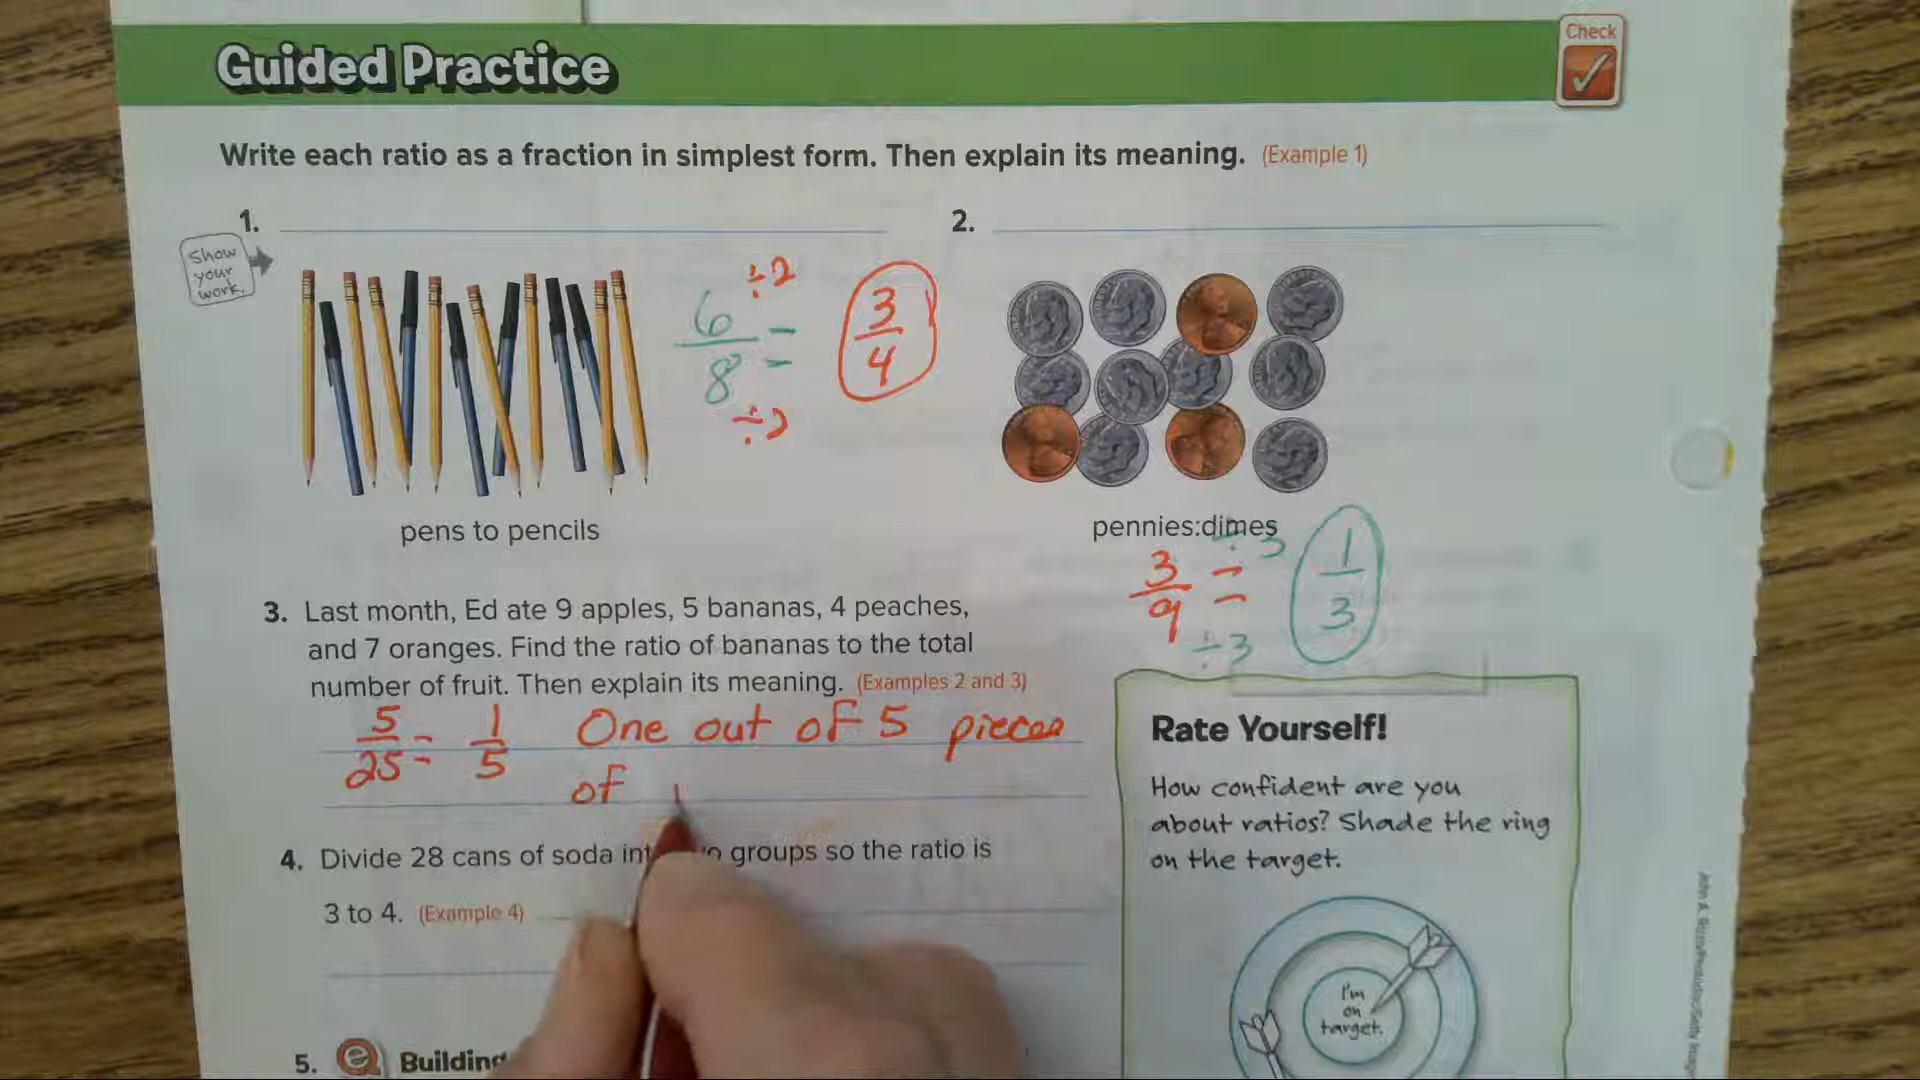 Guided Practice
Check
Write each ratio as a fraction in simplest form. Then explain its meaning. (Example 1)
1.
2.
Show
your
work.
÷2
6/8 = 3/4
÷2
pens to pencils
pennies:dimes
÷3
3/9 = 1/3
÷3
3. Last month, Ed ate 9 apples, 5 bananas, 4 peaches,
and 7 oranges. Find the ratio of bananas to the total
number of fruit. Then explain its meaning. (Examples 2 and 3)
5/25 = 1/5 One out of 5 pieces
of
4. Divide 28 cans of soda groups so the ratio is
3 to 4. (Example 4)
5. e Building
Rate Yourself!
How confident are you
about ratios? Shade the ring
on the target.
I'm
on
target.